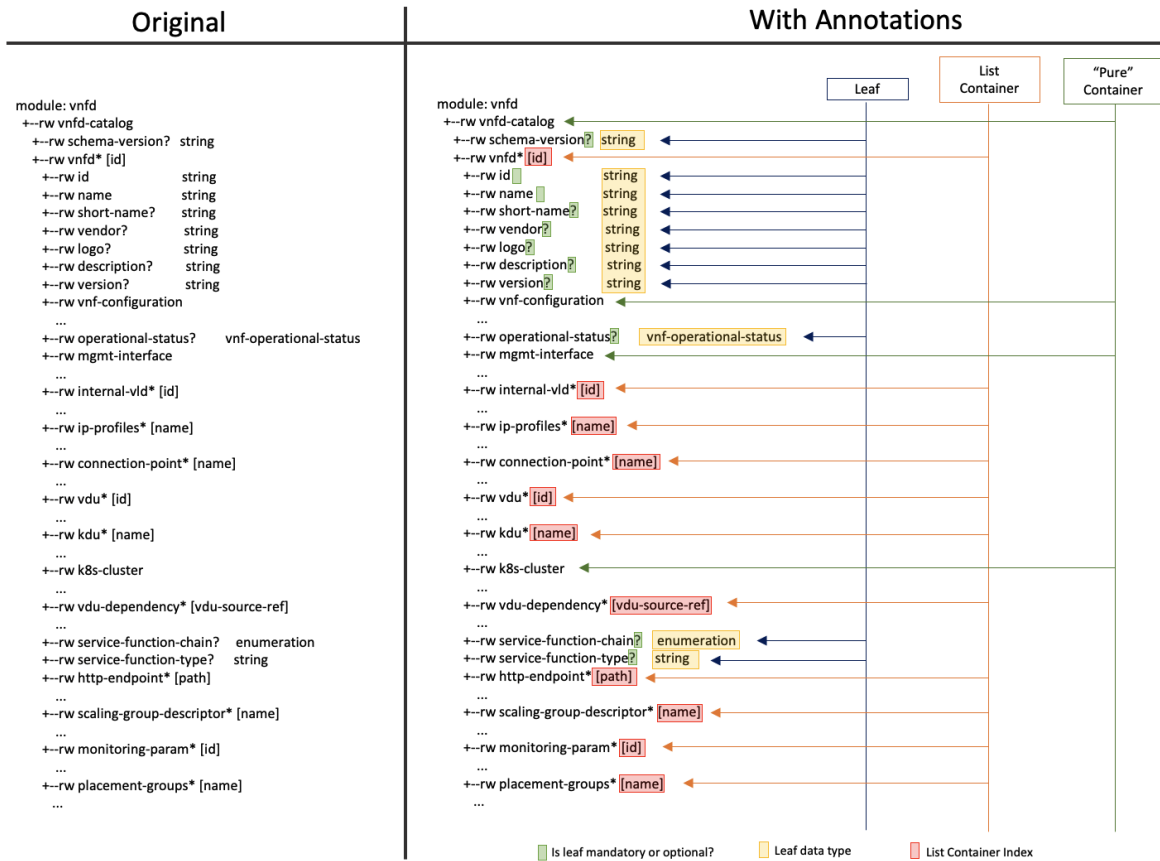 Original
module: vnfd
+--rw vnfd-catalog
+--rw schema-version? string
+--rw vnfd* [id]
+--rw id string
+--rw name string
+--rw short-name? string
+--rw vendor? string
+--rw logo? string
+--rw description? string
+--rw version? string
+--rw vnf-configuration
...
+--rw operational-status? vnf-operational-status
+--rw mgmt-interface
...
+--rw internal-vld* [id]
...
+--rw ip-profiles* [name]
...
+--rw connection-point* [name]
...
+--rw vdu* [id]
...
+--rw kdu* [name]
...
+--rw k8s-cluster
...
+--rw vdu-dependency* [vdu-source-ref]
...
+--rw service-function-chain? enumeration
+--rw service-function-type? string
+--rw http-endpoint* [path]
...
+--rw scaling-group-descriptor* [name]
...
+--rw monitoring-param* [id]
...
+--rw placement-groups* [name]
...
With Annotations
Leaf
List
Container
“Pure”
Container
module: vnfd
+--rw vnfd-catalog
+--rw schema-version? string
+--rw vnfd* [id]
+--rw id string
+--rw name string
+--rw short-name? string
+--rw vendor? string
+--rw logo? string
+--rw description? string
+--rw version? string
+--rw vnf-configuration
...
+--rw operational-status? vnf-operational-status
+--rw mgmt-interface
...
+--rw internal-vld* [id]
...
+--rw ip-profiles* [name]
...
+--rw connection-point* [name]
...
+--rw vdu* [id]
...
+--rw kdu* [name]
...
+--rw k8s-cluster
...
+--rw vdu-dependency* [vdu-source-ref]
...
+--rw service-function-chain? enumeration
+--rw service-function-type? string
+--rw http-endpoint* [path]
...
+--rw scaling-group-descriptor* [name]
...
+--rw monitoring-param* [id]
...
+--rw placement-groups* [name]
...
Is leaf mandatory or optional?
Leaf data type
List Container Index